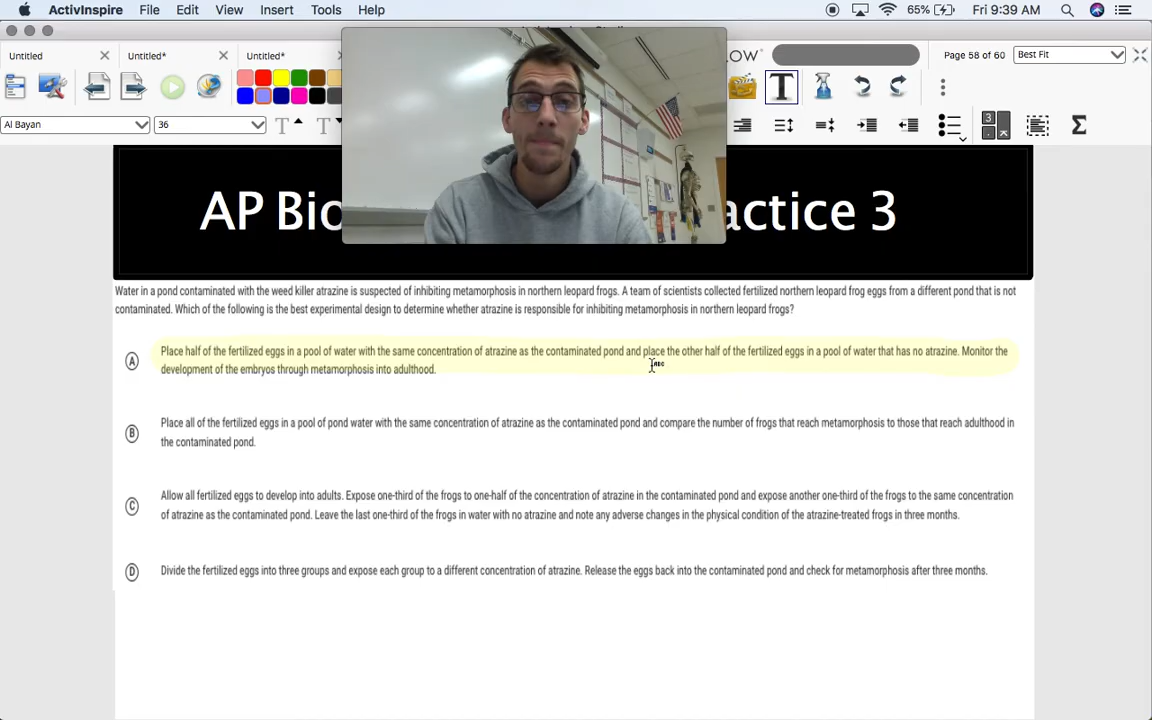 ActivInspire File Edit View Insert Tools Help 65% Fri 9:39 AM
Untitled Untitled* Untitled* LOW Page 58 of 60 Best Fit
Al Bayan 36 T T T 3 Σ
AP Bio actice 3
Water in a pond contaminated with the weed killer atrazine is suspected of inhibiting metamorphosis in northern leopard frogs. A team of scientists collected fertilized northern leopard frog eggs from a different pond that is not
contaminated. Which of the following is the best experimental design to determine whether atrazine is responsible for inhibiting metamorphosis in northern leopard frogs?
A Place half of the fertilized eggs in a pool of water with the same concentration of atrazine as the contaminated pond and place the other half of the fertilized eggs in a pool of water that has no atrazine. Monitor the
development of the embryos through metamorphosis into adulthood.
B Place all of the fertilized eggs in a pool of pond water with the same concentration of atrazine as the contaminated pond and compare the number of frogs that reach metamorphosis to those that reach adulthood in
the contaminated pond.
C Allow all fertilized eggs to develop into adults. Expose one-third of the frogs to one-half of the concentration of atrazine in the contaminated pond and expose another one-third of the frogs to the same concentration
of atrazine as the contaminated pond. Leave the last one-third of the frogs in water with no atrazine and note any adverse changes in the physical condition of the atrazine-treated frogs in three months.
D Divide the fertilized eggs into three groups and expose each group to a different concentration of atrazine. Release the eggs back into the contaminated pond and check for metamorphosis after three months.